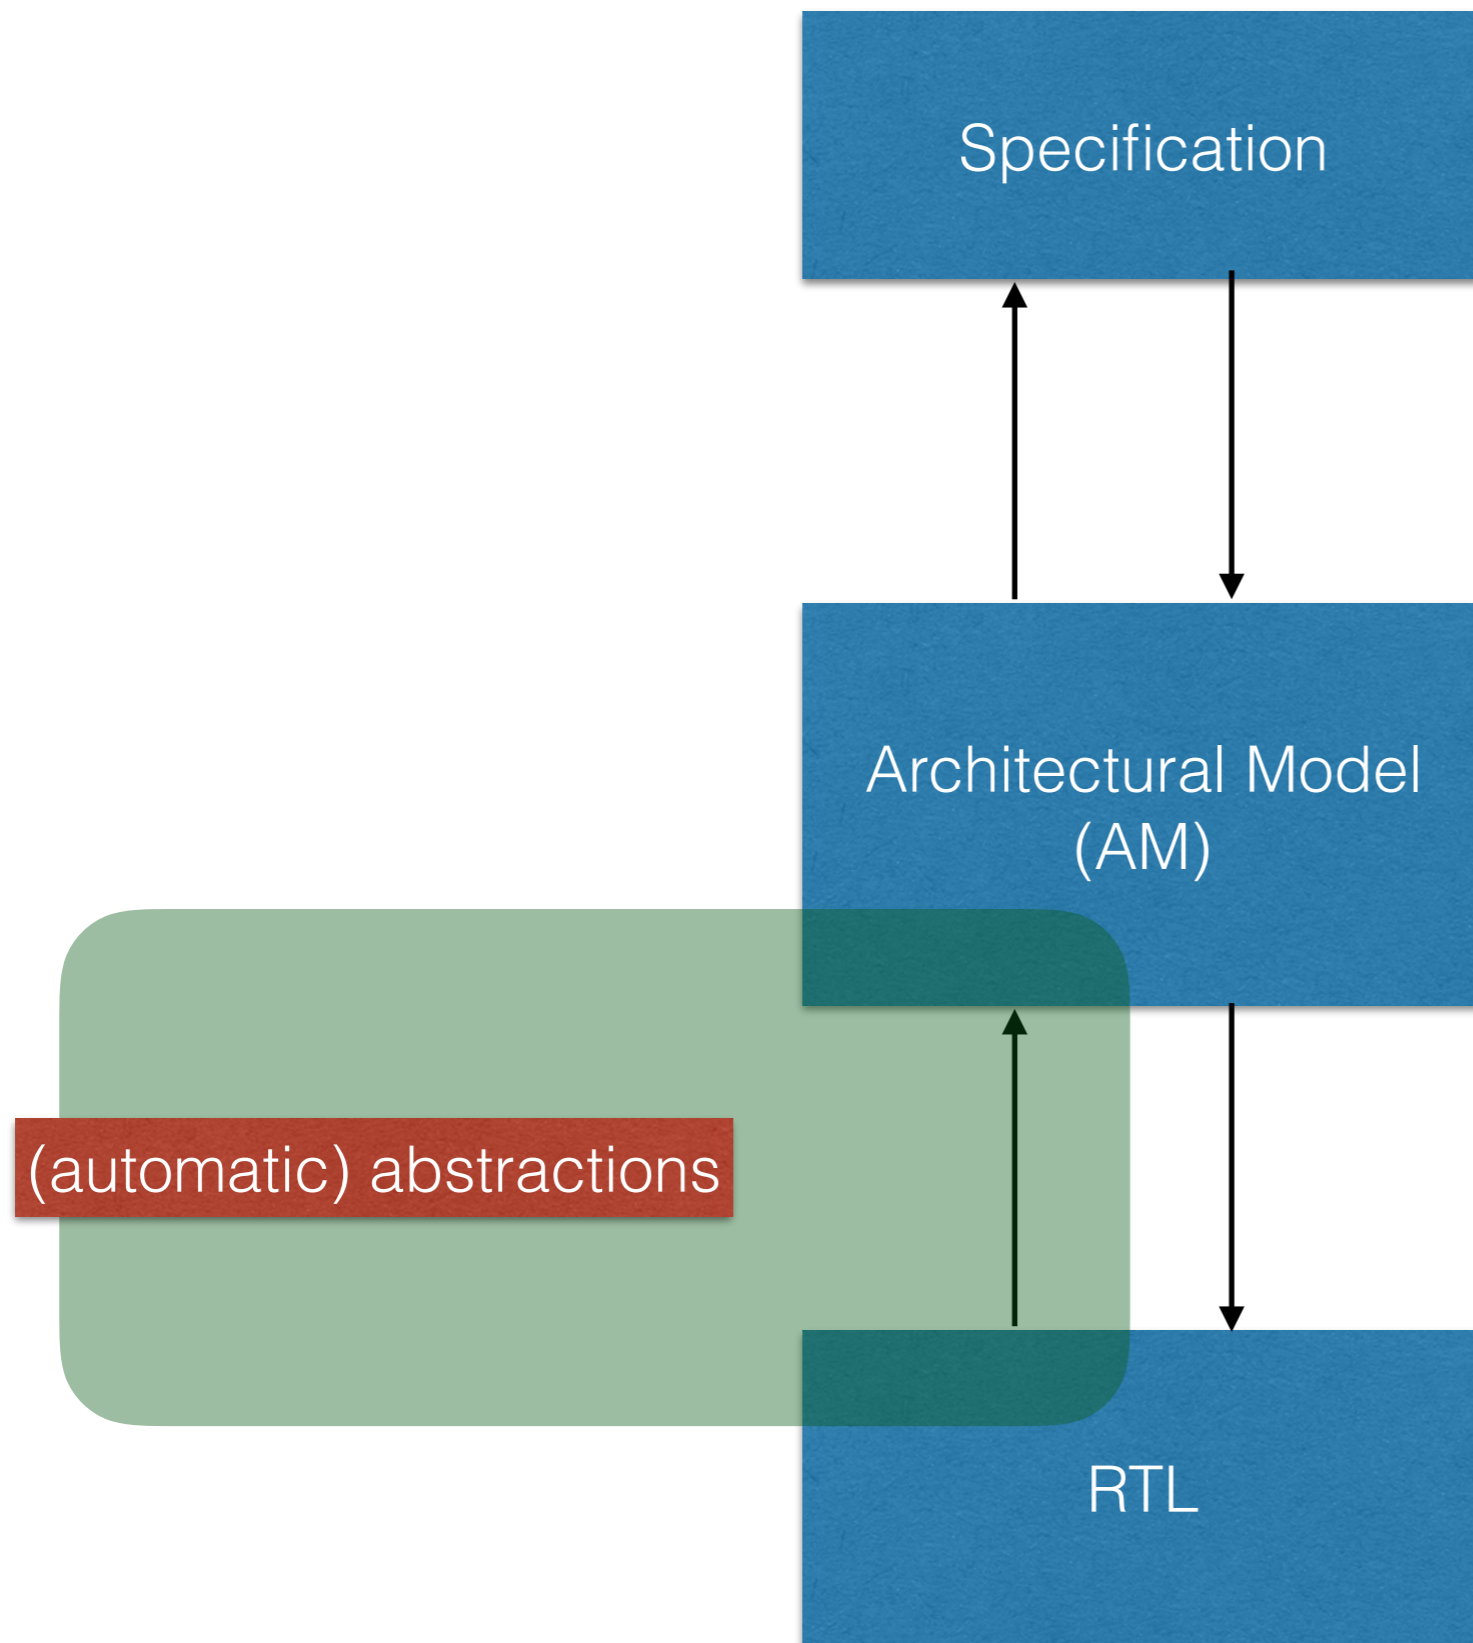 Specification
Architectural Model
(AM)
(automatic) abstractions
RTL